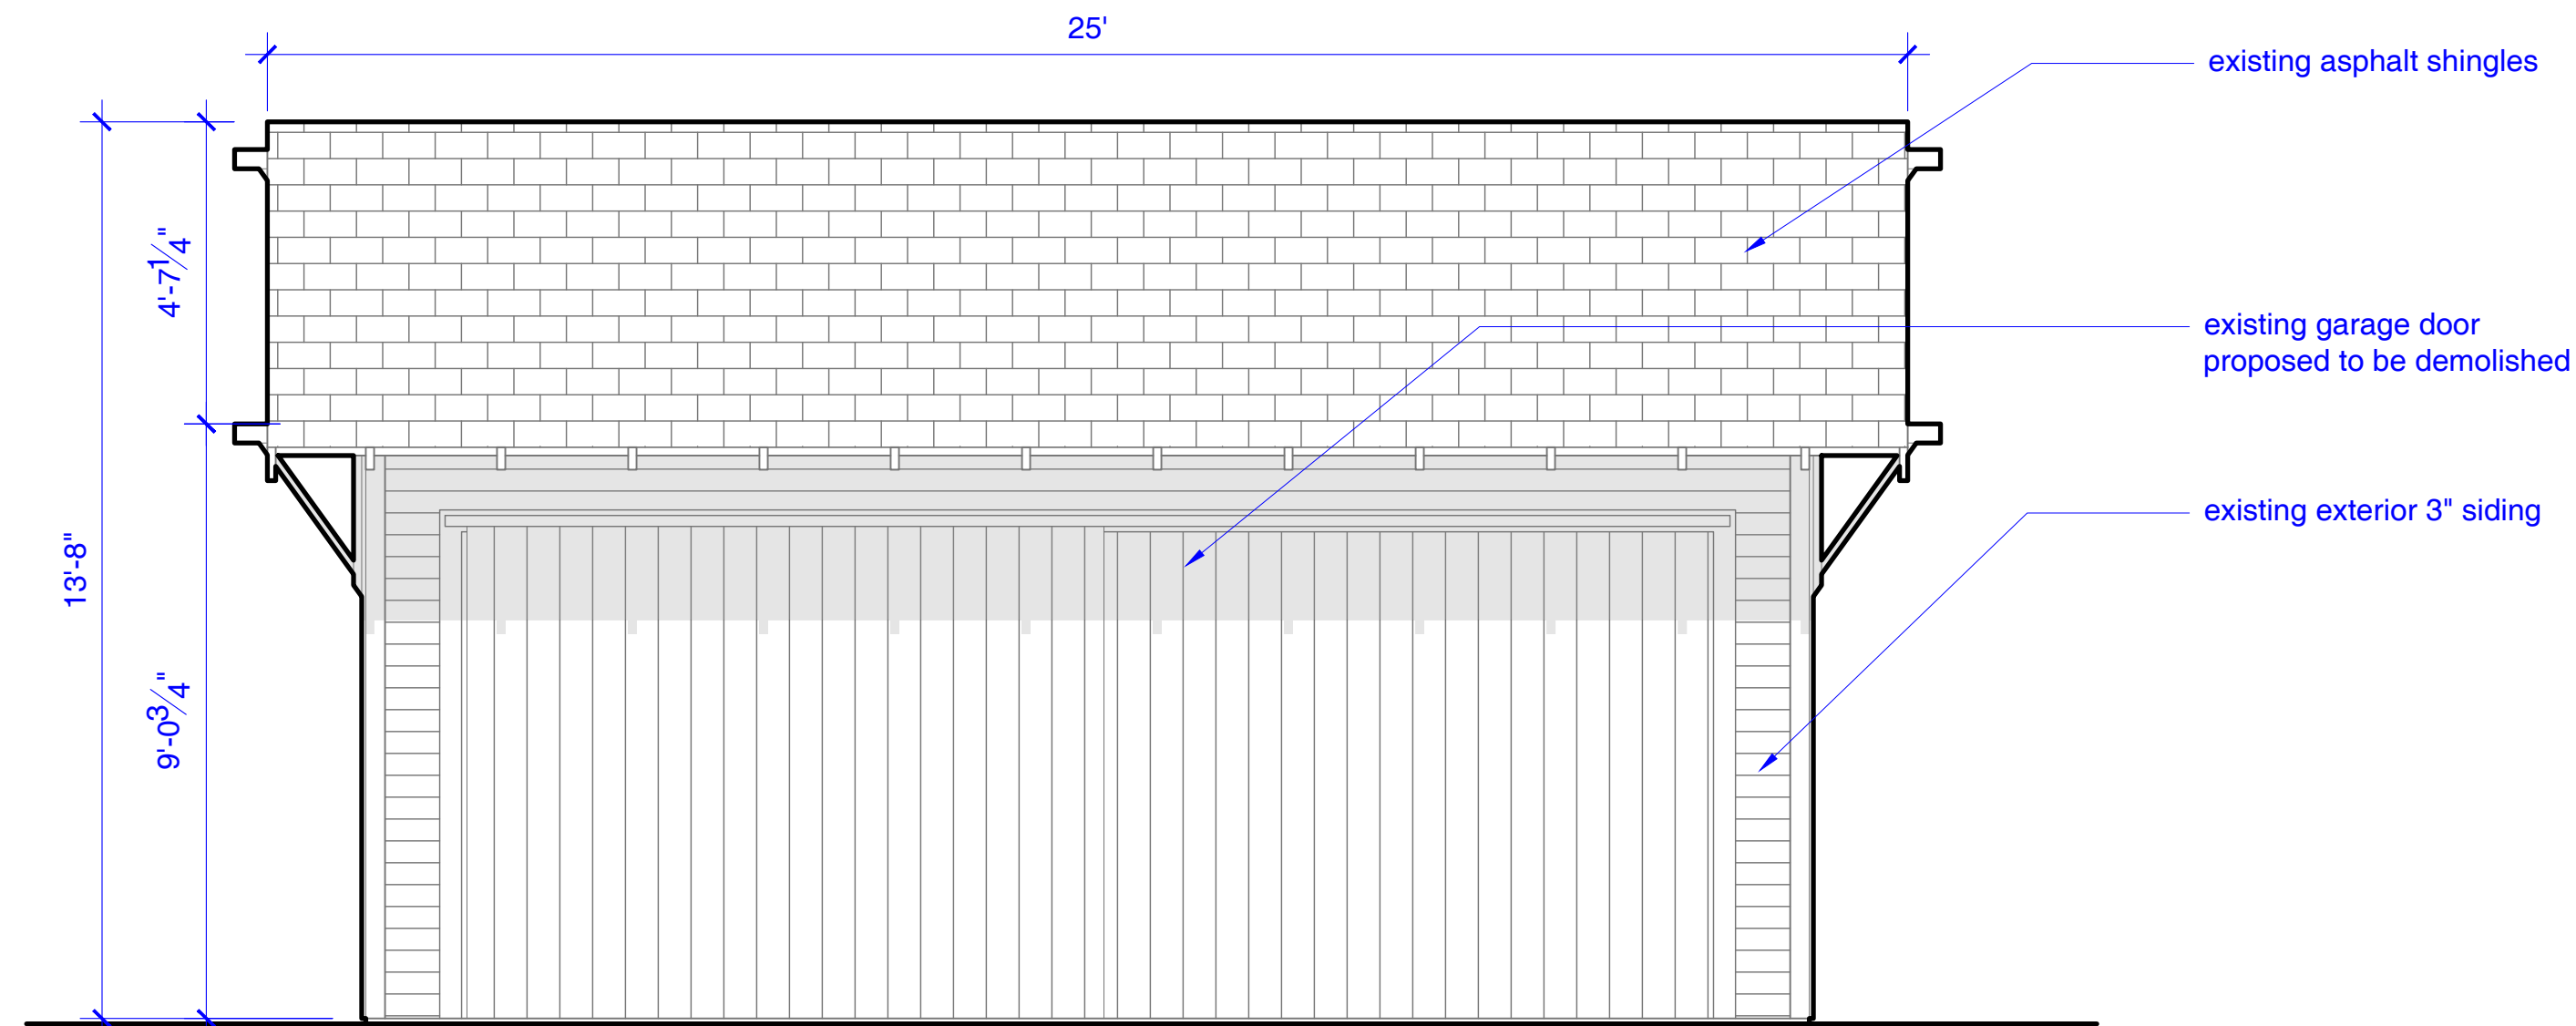 25'
existing asphalt shingles
4'-7 1/4"
existing garage door
proposed to be demolished
existing exterior 3" siding
13'-8"
9'-0 3/4"